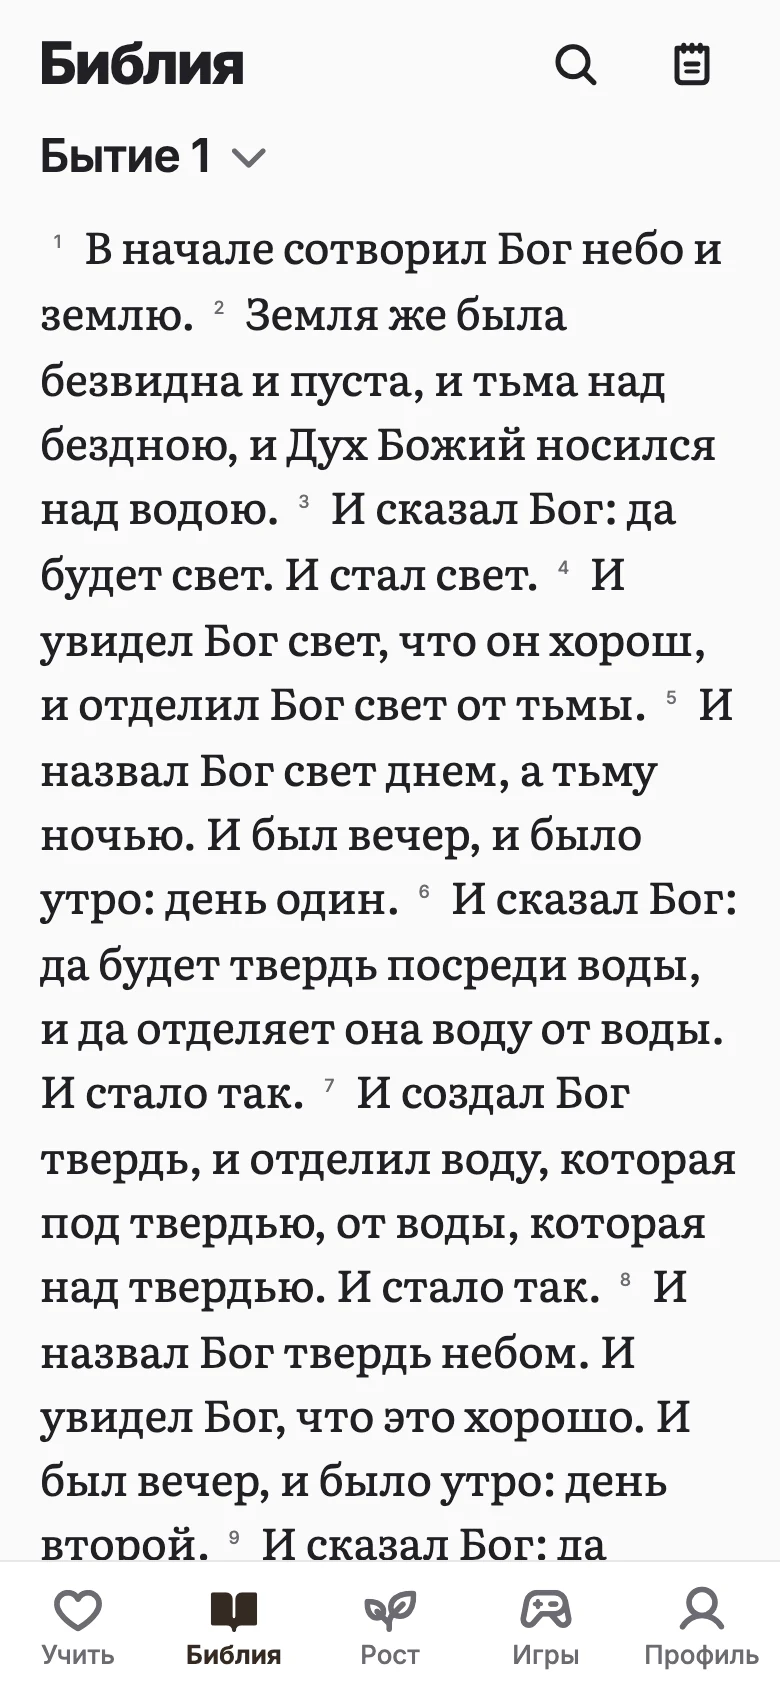 Библия
Бытие 1
1 В начале сотворил Бог небо и
землю. 2 Земля же была
безвидна и пуста, и тьма над
бездною, и Дух Божий носился
над водою. 3 И сказал Бог: да
будет свет. И стал свет. 4 И
увидел Бог свет, что он хорош,
и отделил Бог свет от тьмы. 5 И
назвал Бог свет днем, а тьму
ночью. И был вечер, и было
утро: день один. 6 И сказал Бог:
да будет твердь посреди воды,
и да отделяет она воду от воды.
И стало так. 7 И создал Бог
твердь, и отделил воду, которая
под твердью, от воды, которая
над твердью. И стало так. 8 И
назвал Бог твердь небом. И
увидел Бог, что это хорошо. И
был вечер, и было утро: день
второй. 9 И сказал Бог: да
Учить
Библия
Рост
Игры
Профиль